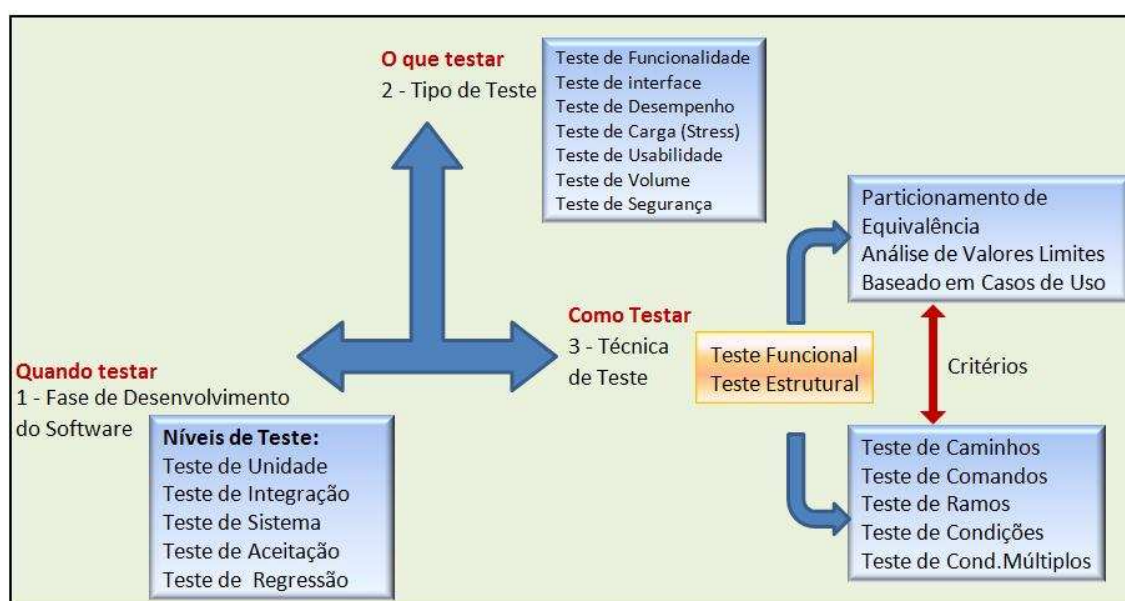 O que testar
2 - Tipo de Teste
Teste de Funcionalidade
Teste de interface
Teste de Desempenho
Teste de Carga (Stress)
Teste de Usabilidade
Teste de Volume
Teste de Segurança
Particionamento de
Equivalência
Análise de Valores Limites
Baseado em Casos de Uso
Como Testar
3 - Técnica
de Teste
Teste Funcional
Teste Estrutural
Critérios
Quando testar
1 - Fase de Desenvolvimento
do Software
Níveis de Teste:
Teste de Unidade
Teste de Integração
Teste de Sistema
Teste de Aceitação
Teste de Regressão
Teste de Caminhos
Teste de Comandos
Teste de Ramos
Teste de Condições
Teste de Cond.Múltiplos